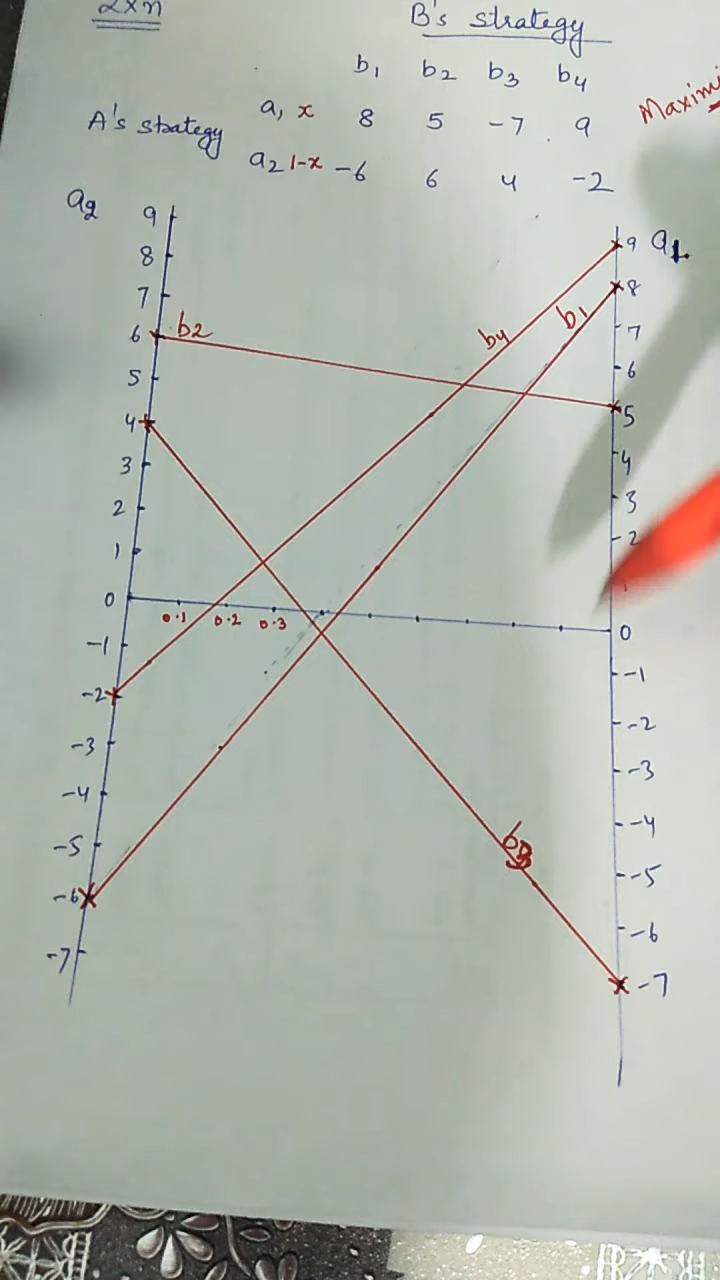 2×n
B's strategy
b1 b2 b3 b4
Maximi
A's strategy a1 x 8 5 -7 9
a2 1-x -6 6 4 -2
a2 9
9 a1
8
8
7
b1
7
6 b2
b4
6
5
5
4
4
3
3
2
2
1
0
0.1 0.2 0.3
0
-1
-1
-2
-2
-3
-3
-4
-4
-5
b3
-5
-6
-6
-7
-7